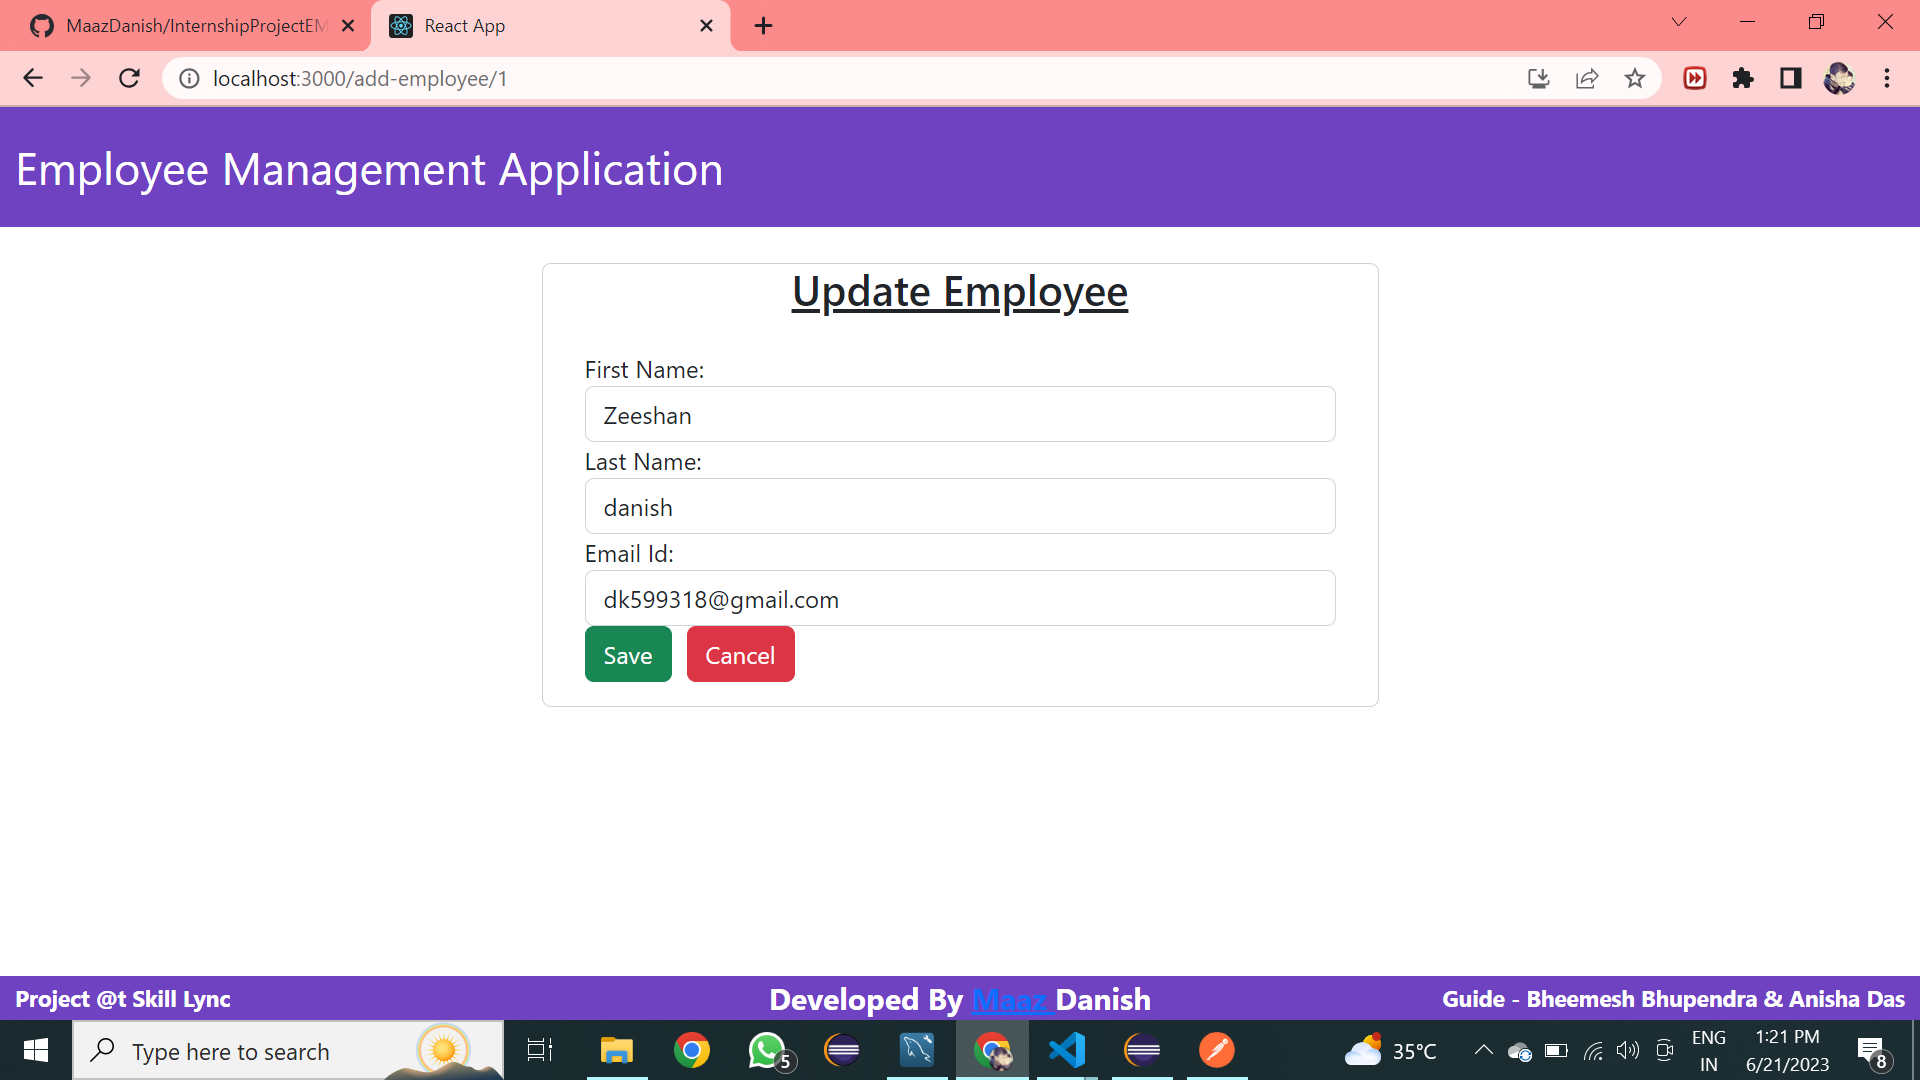 MaazDanish/InternshipProjectEM
React App
localhost:3000/add-employee/1
Employee Management Application
Update Employee
First Name:
Zeeshan
Last Name:
danish
Email Id:
dk599318@gmail.com
Save Cancel
Project @t Skill Lync
Developed By Maaz Danish
Guide - Bheemesh Bhupendra & Anisha Das
Type here to search
5
35°C
ENG
IN
1:21 PM
6/21/2023
8